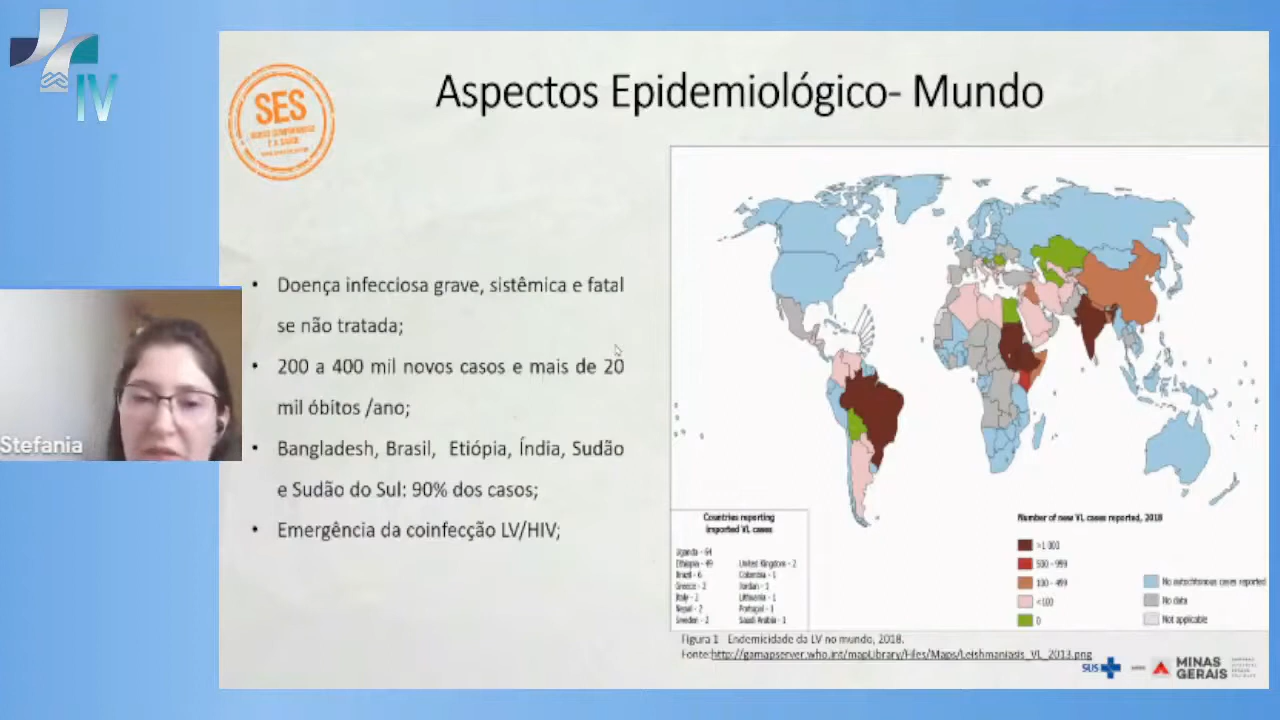 IV
SES
Aspectos Epidemiológico- Mundo
Doença infecciosa grave, sistêmica e fatal
se não tratada;
200 a 400 mil novos casos e mais de 20
mil óbitos /ano;
Bangladesh, Brasil, Etiópia, Índia, Sudão
e Sudão do Sul: 90% dos casos;
Emergência da coinfecção LV/HIV;
Stefania
Countries reporting
imported VL cases
Uganda - 64
Ethiopia - 49
Brazil - 6
Greece - 2
Italy - 2
Nepal - 2
Sweden - 2
United Kingdom - 2
Colombia - 1
Jordan - 1
Lithuania - 1
Portugal - 1
Saudi Arabia - 1
Number of new VL cases reported, 2018
>1 000
500 - 999
100 - 499
<100
0
No autochthonous cases reported
No data
Not applicable
Figura 1 Endemicidade da LV no mundo, 2018.
Fonte:http://gamapserver.who.int/mapLibrary/Files/Maps/Leishmaniasis_VL_2013.png
SUS
MINAS
GERAIS